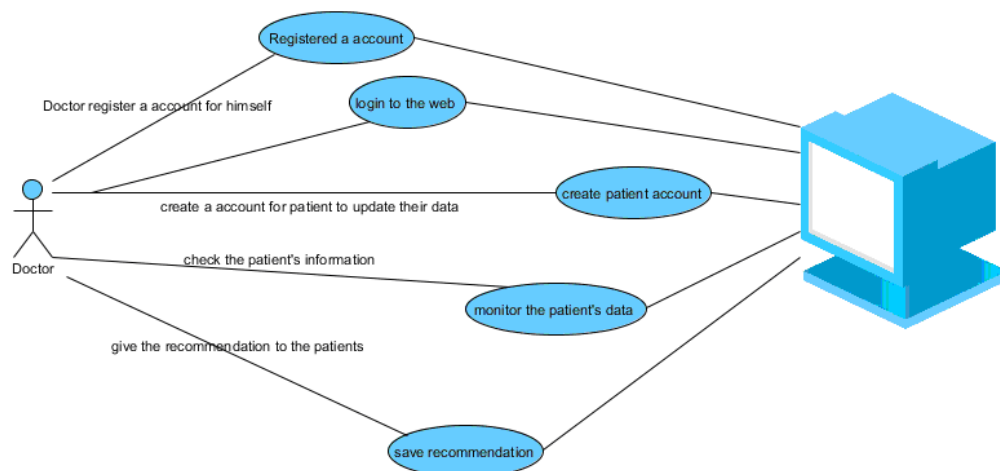 Registered a account
Doctor register a account for himself
login to the web
create patient account
create a account for patient to update their data
Doctor
check the patient's information
monitor the patient's data
give the recommendation to the patients
save recommendation